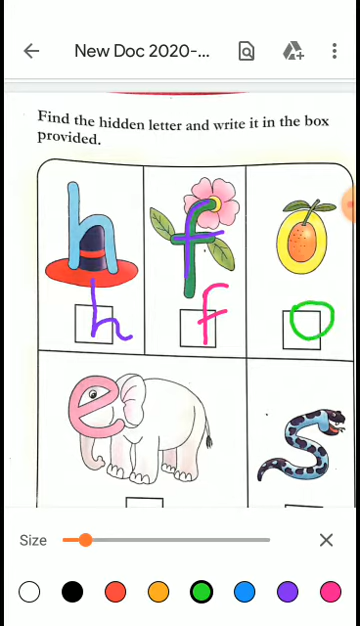 New Doc 2020-...
Find the hidden letter and write it in the box
provided.
h
f
o
h
f
o
e
s
Size